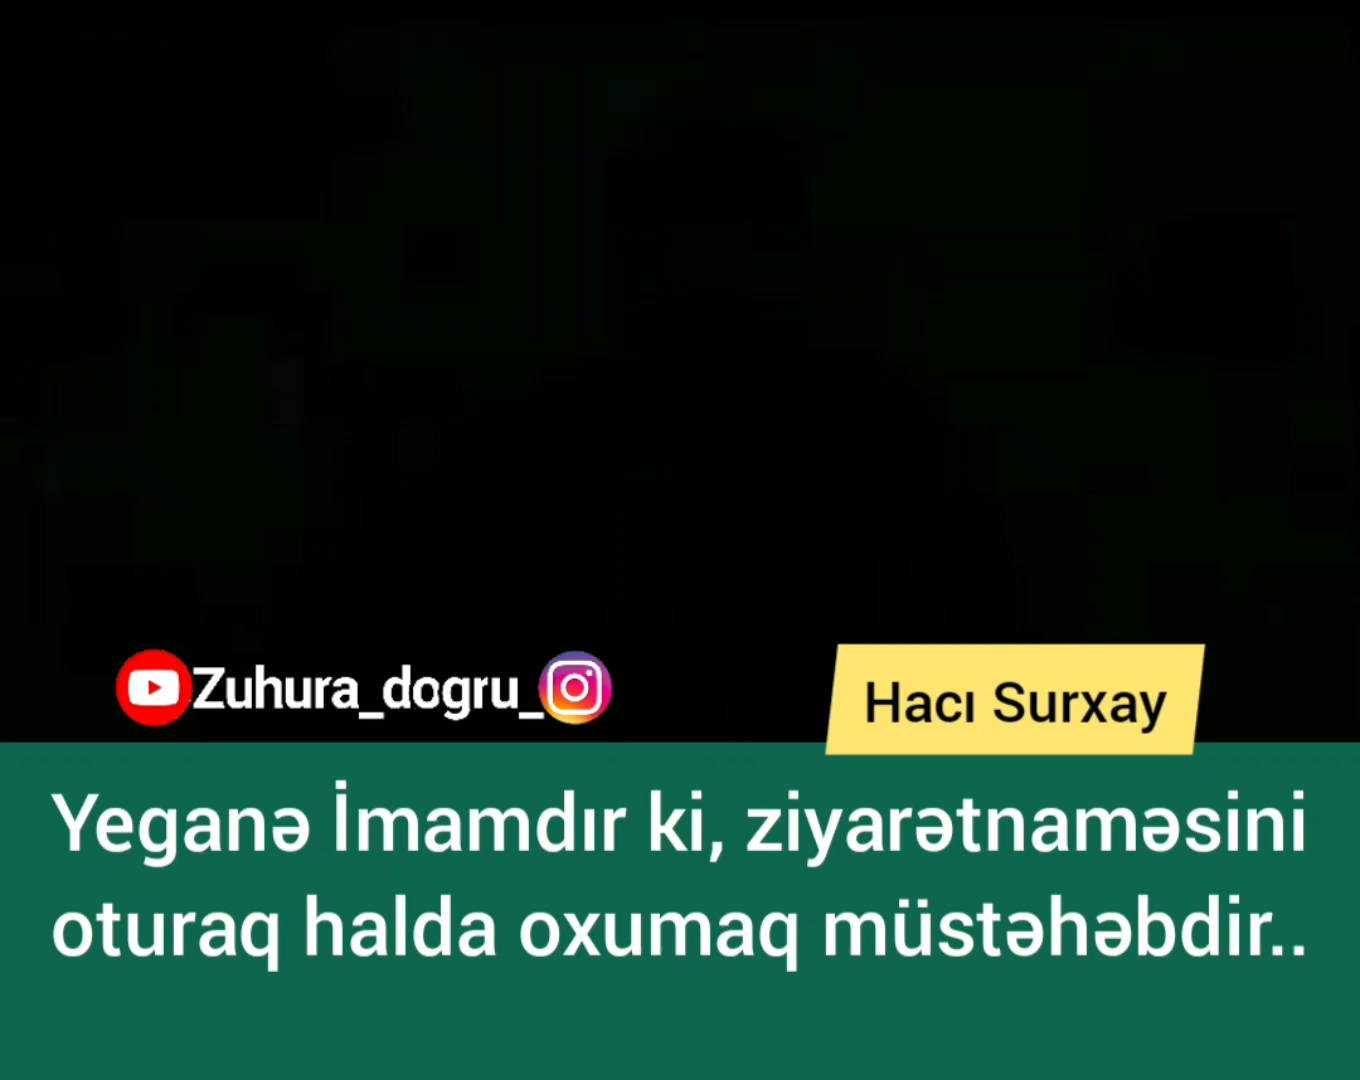 Zuhura_dogru_
Hacı Surxay
Yeganə İmamdır ki, ziyarətnaməsini
oturaq halda oxumaq müstəhəbdir..